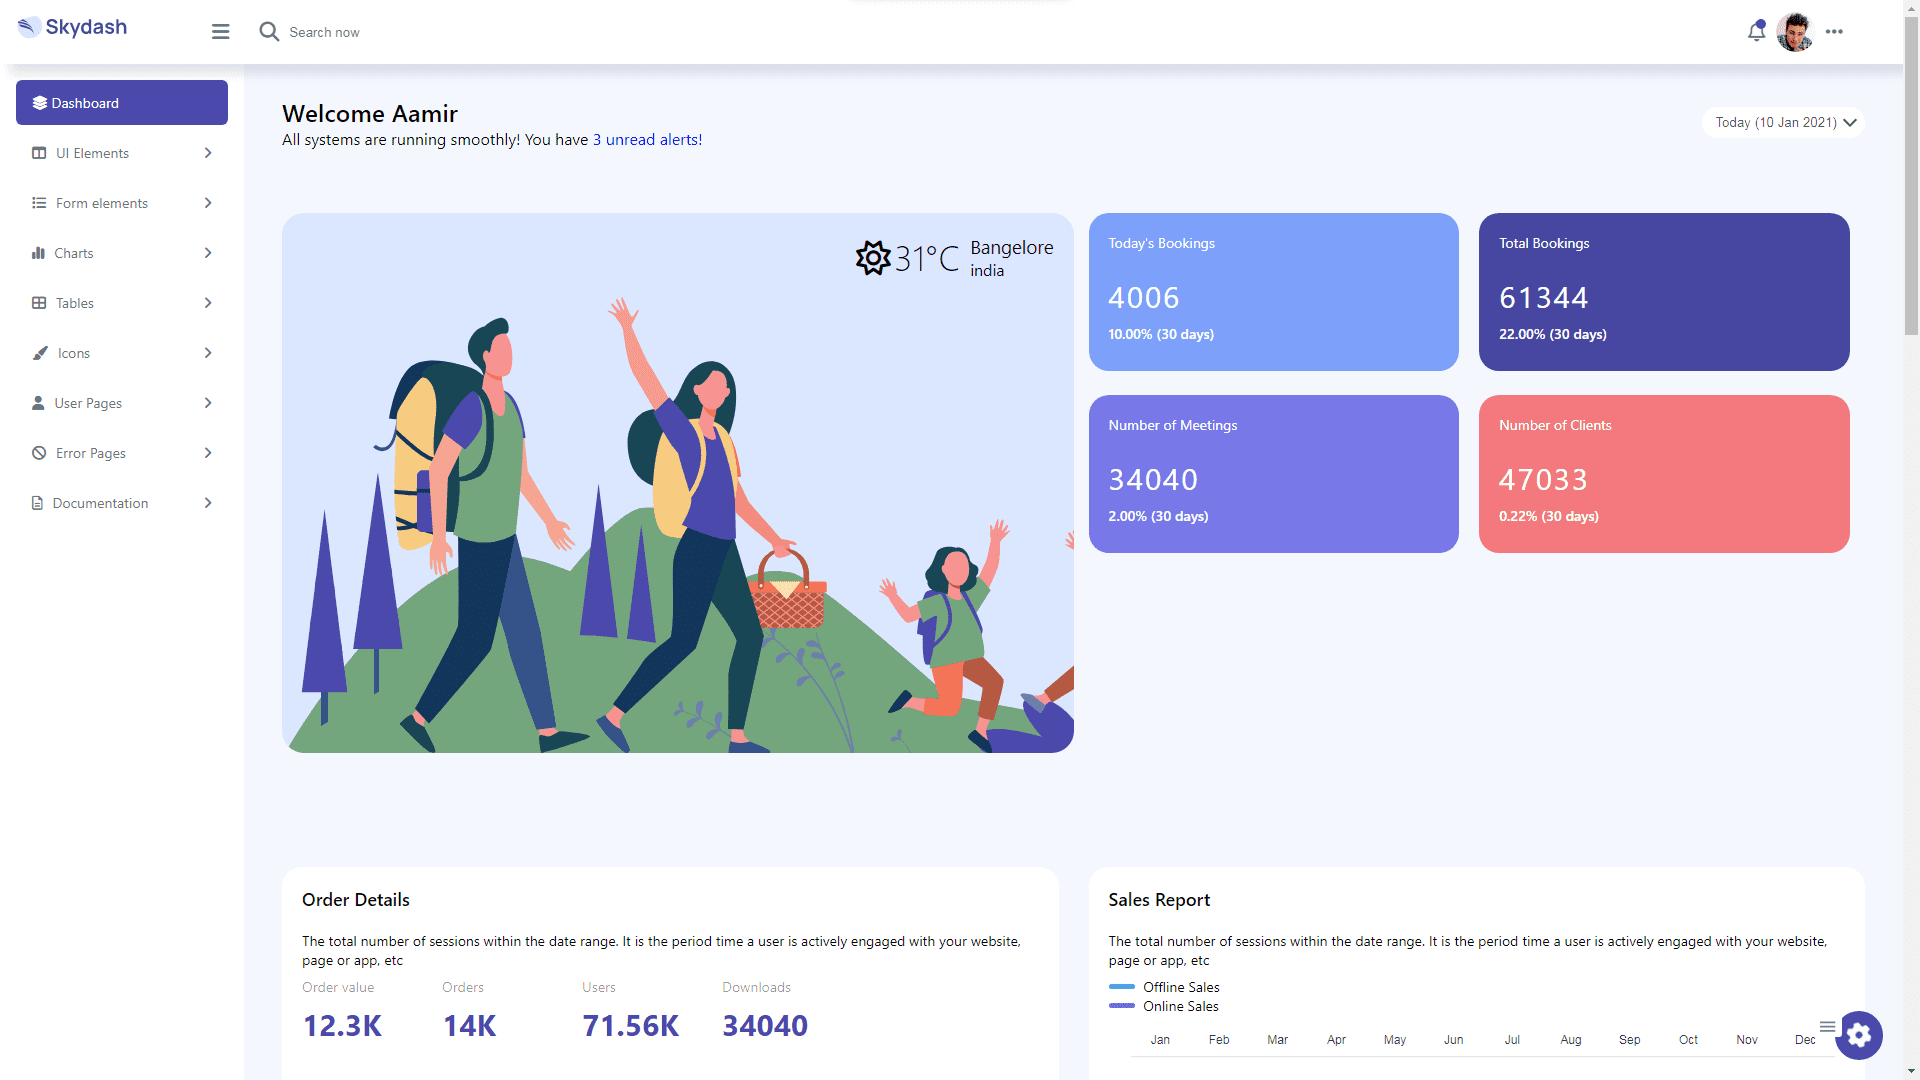 Skydash
Search now
Dashboard
UI Elements
Form elements
Charts
Tables
Icons
User Pages
Error Pages
Documentation
Welcome Aamir
All systems are running smoothly! You have 3 unread alerts!
Today (10 Jan 2021)
31°C Bangelore
india
Today's Bookings
4006
10.00% (30 days)
Total Bookings
61344
22.00% (30 days)
Number of Meetings
34040
2.00% (30 days)
Number of Clients
47033
0.22% (30 days)
Order Details
The total number of sessions within the date range. It is the period time a user is actively engaged with your website,
page or app, etc
Order value Orders Users Downloads
12.3K 14K 71.56K 34040
Sales Report
The total number of sessions within the date range. It is the period time a user is actively engaged with your website,
page or app, etc
Offline Sales
Online Sales
Jan Feb Mar Apr May Jun Jul Aug Sep Oct Nov Dec